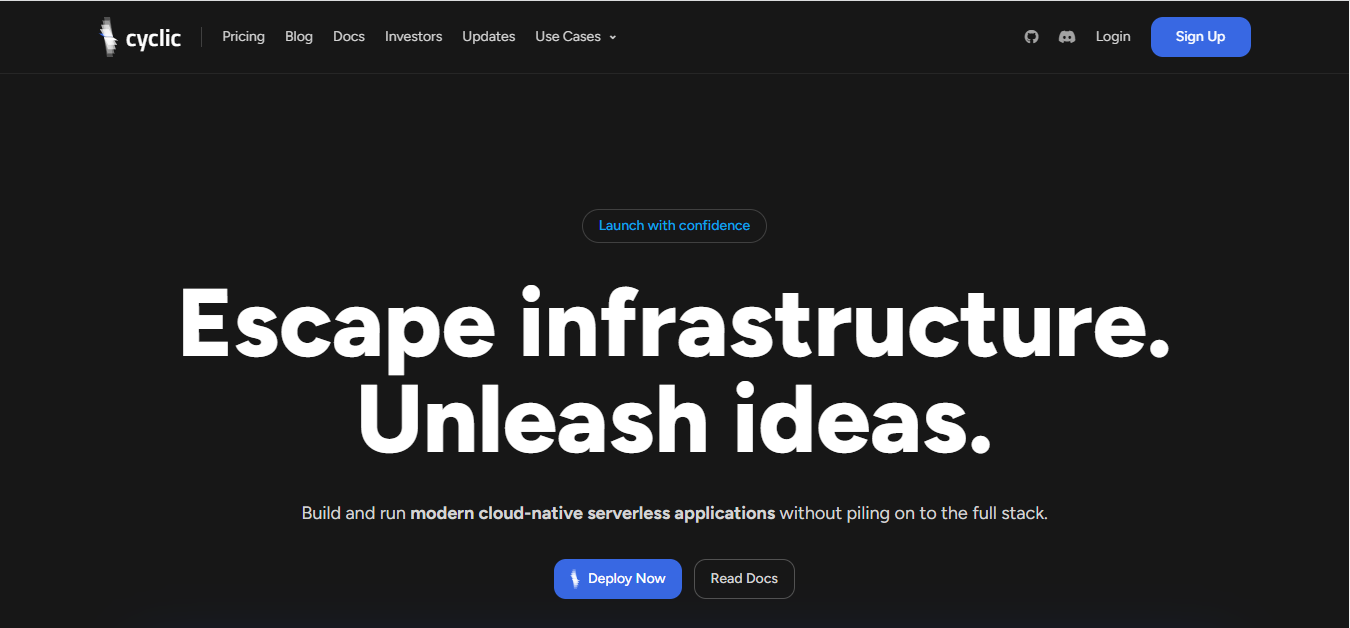 cyclic
Pricing Blog Docs Investors Updates Use Cases
Login Sign Up
Launch with confidence
Escape infrastructure.
Unleash ideas.
Build and run modern cloud-native serverless applications without piling on to the full stack.
Deploy Now Read Docs